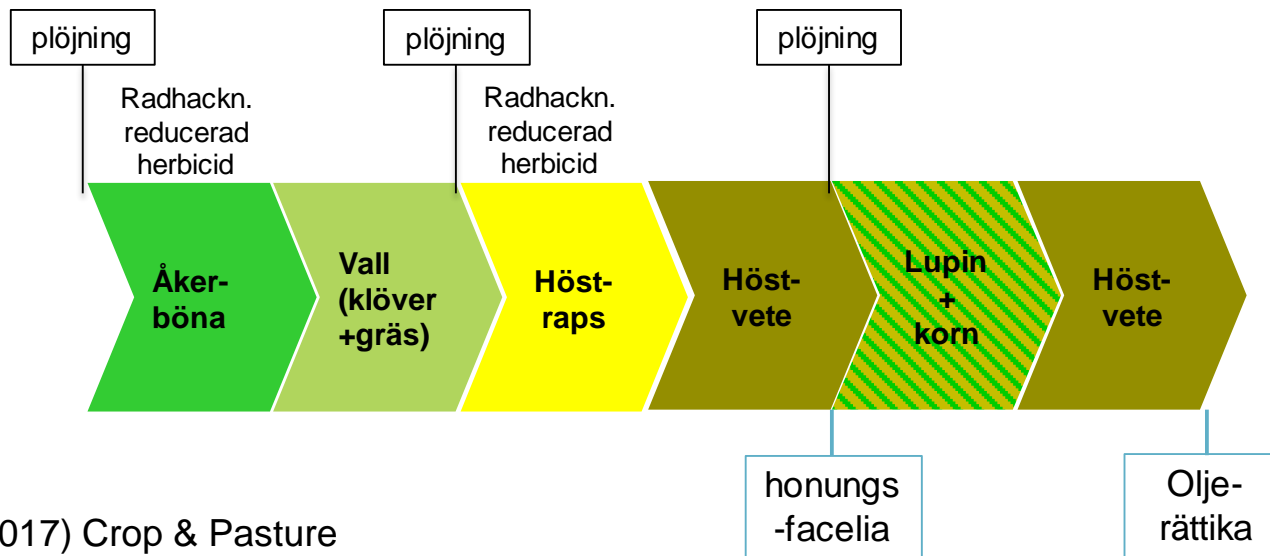 plöjning
plöjning
plöjning
Radhackn.
reducerad
herbicid
Radhackn.
reducerad
herbicid
Åker-
böna
Vall
(klöver
+gräs)
Höst-
raps
Höst-
vete
Lupin
+
korn
Höst-
vete
honungs
-facelia
Olje-
rättika
017) Crop & Pasture